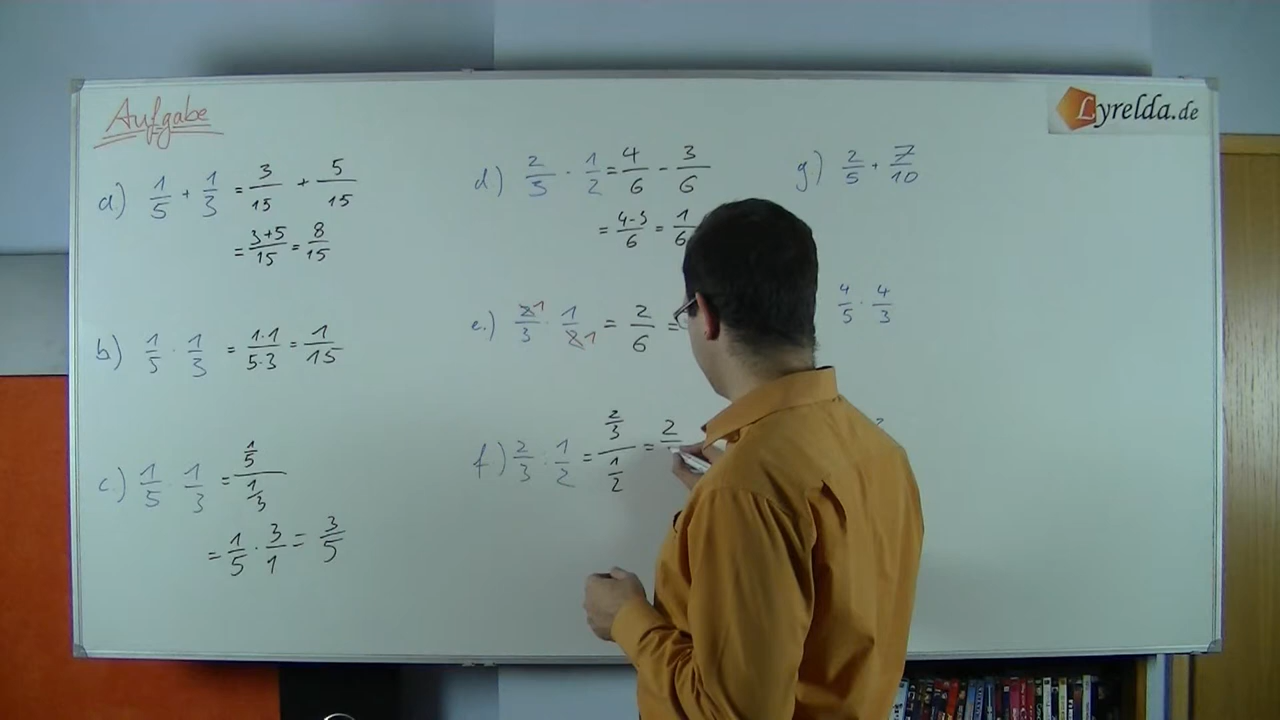 Aufgabe
Lyrelda.de
a) 1/5 + 1/3 = 3/15 + 5/15
= 3+5/15 = 8/15
b) 1/5 · 1/3 = 1·1/5·3 = 1/15
c.) 1/5 1/3 = 1/5 / 1/3
= 1/5 · 3/1 = 3/5
d) 2/3 · 1/2 = 4/6 − 3/6
= 4-3/6 = 1/6
e.) 2 1/3 · 1/2 1 = 2/6 =
f) 2/3 · 1/2 = 2/3 / 1/2 = 2
g) 2/5 + 7/10
4/5 · 4/3